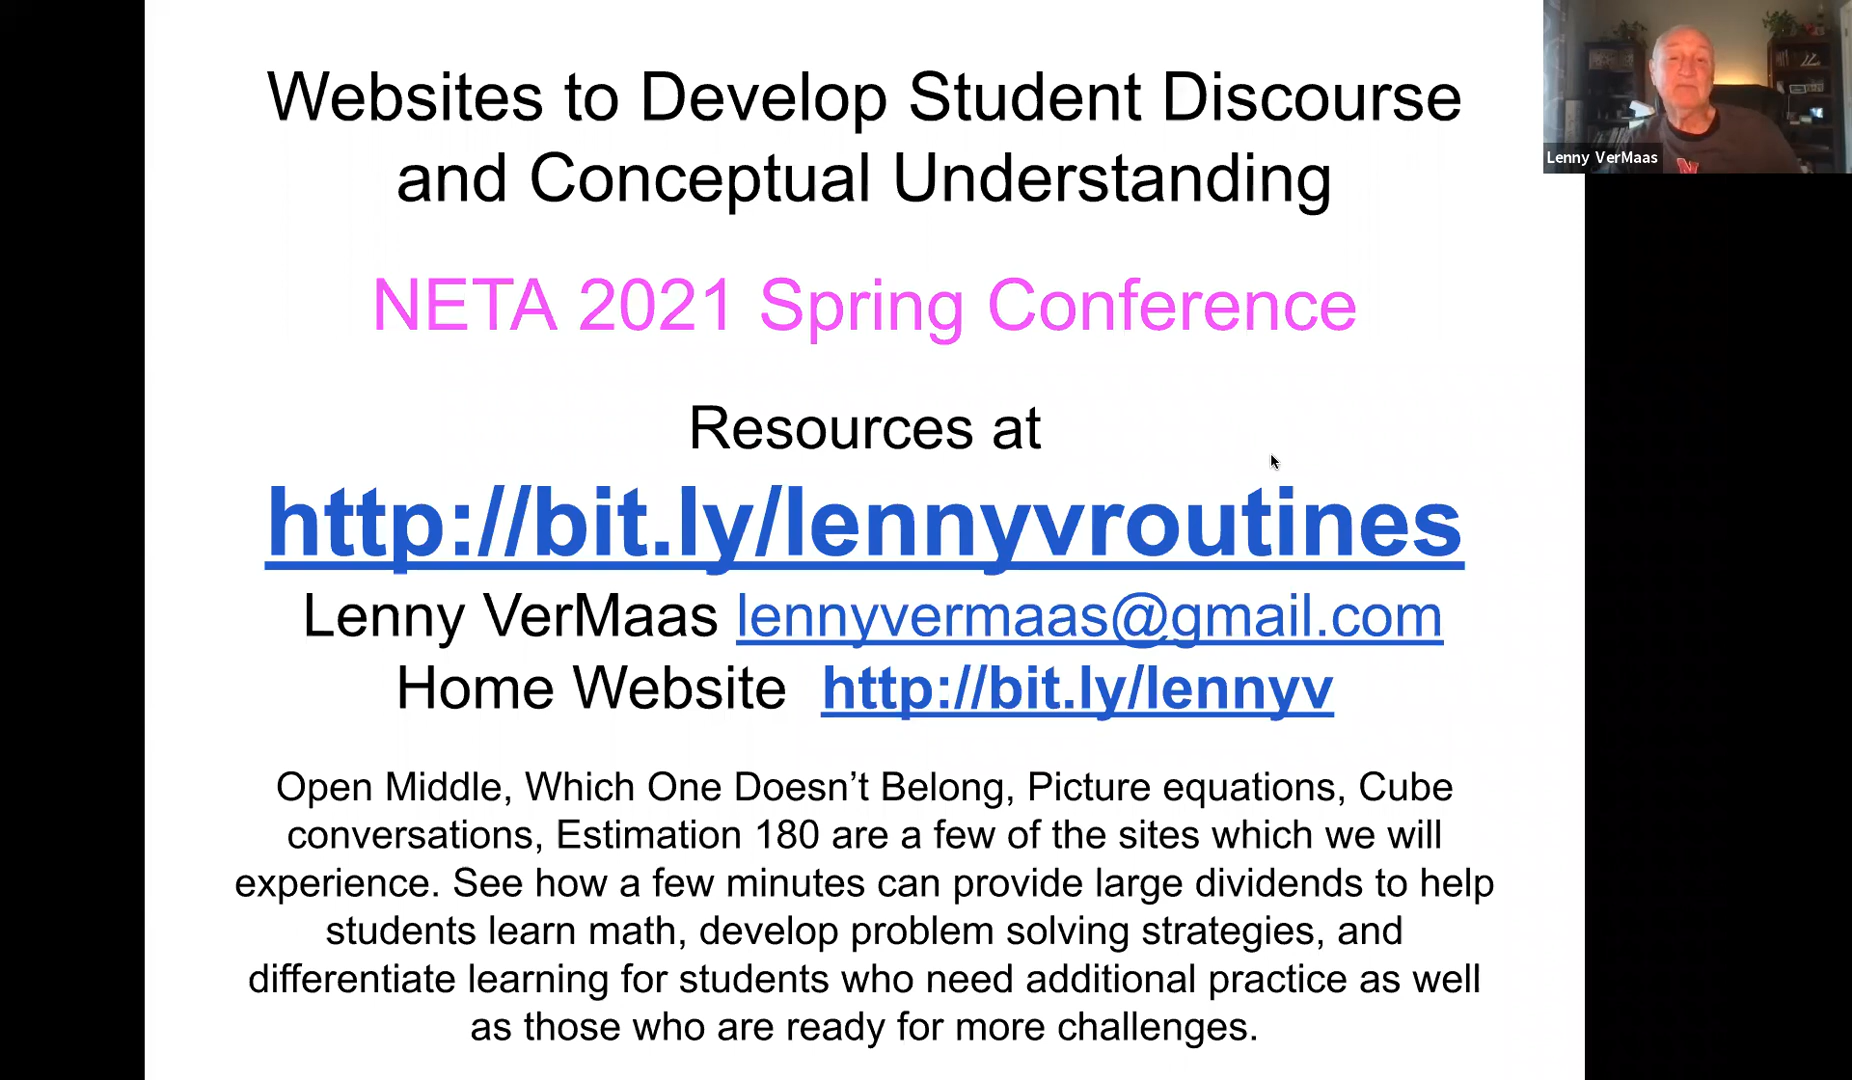 Websites to Develop Student Discourse
and Conceptual Understanding
NETA 2021 Spring Conference
Resources at
http://bit.ly/lennyvroutines
Lenny VerMaas lennyvermaas@gmail.com
Home Website http://bit.ly/lennyv
Open Middle, Which One Doesn’t Belong, Picture equations, Cube
conversations, Estimation 180 are a few of the sites which we will
experience. See how a few minutes can provide large dividends to help
students learn math, develop problem solving strategies, and
differentiate learning for students who need additional practice as well
as those who are ready for more challenges.
Lenny VerMaas
N